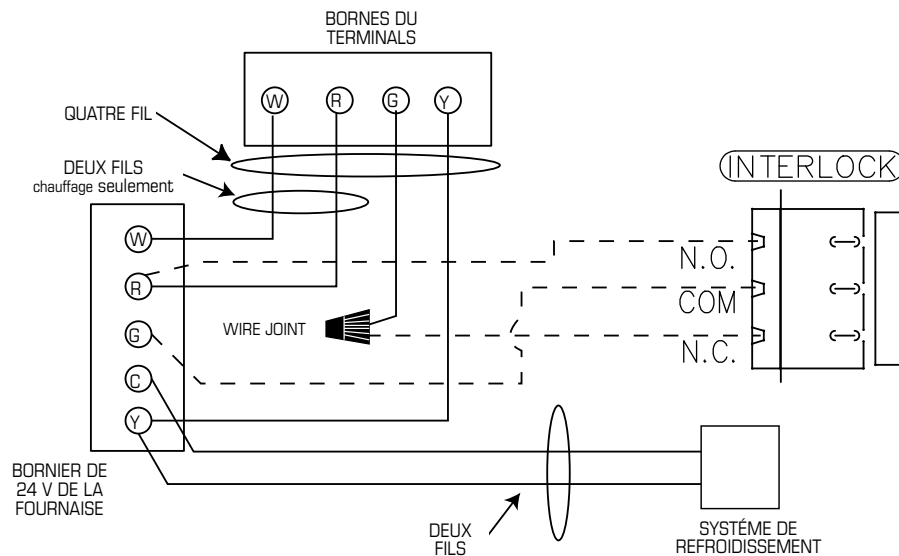 BORNES DU
TERMINALS
W R G Y
QUATRE FIL
DEUX FILS
chauffage seulement
INTERLOCK
W
R
G
C
Y
N.O.
COM
N.C.
WIRE JOINT
BORNIER DE
24 V DE LA
FOURNAISE
DEUX
FILS
SYSTÉME DE
REFROIDISSEMENT